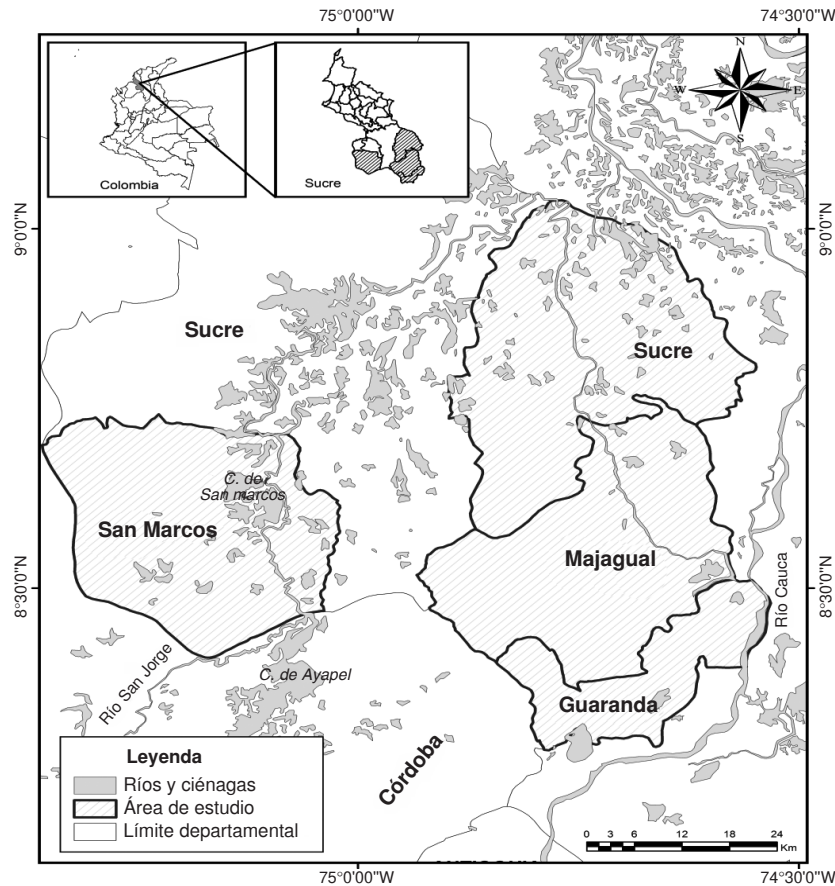 75°0'0"W
74°30'0"W
N
W
E
S
Colombia
Sucre
9°0'0"N
9°0'0"N
Sucre
Sucre
C. de
San marcos
San Marcos
Majagual
8°30'0"N
8°30'0"N
Río Cauca
Río San Jorge
C. de Ayapel
Guaranda
Córdoba
Leyenda
Ríos y ciénagas
Área de estudio
Límite departamental
0 3 6 12 18 24
Km
75°0'0"W
74°30'0"W